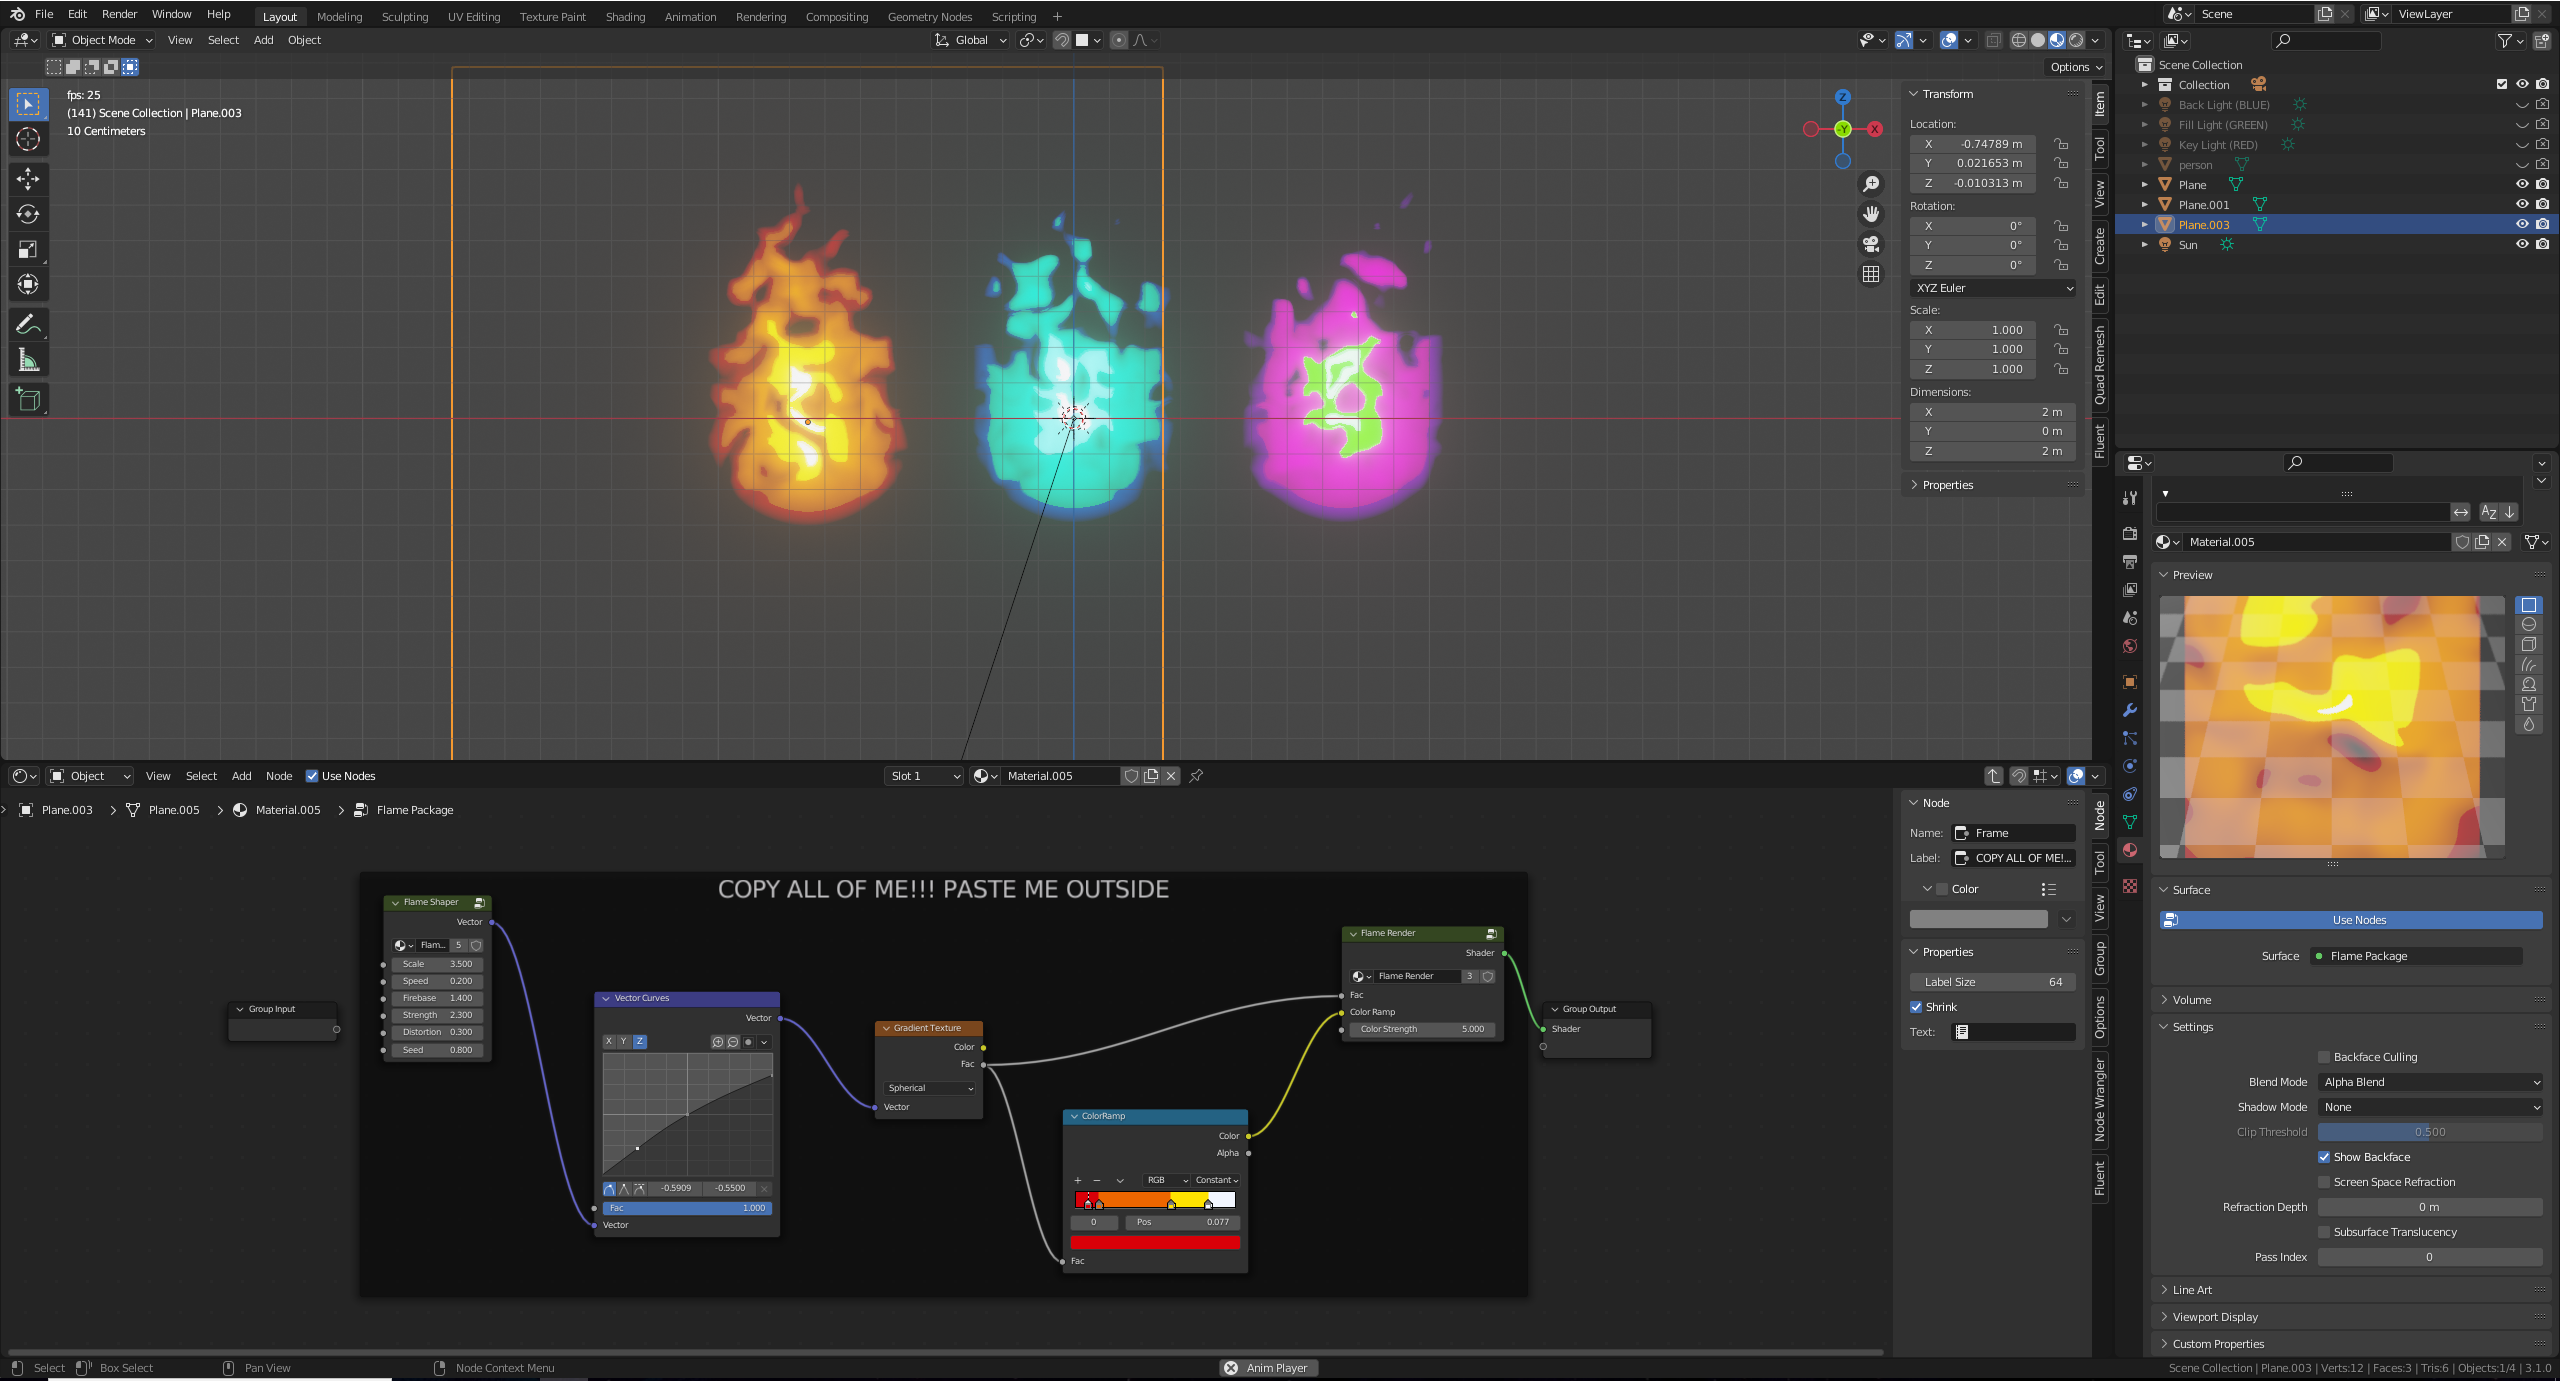 File Edit Render Window Help Layout Modeling Sculpting UV Editing Texture Paint Shading Animation Rendering Compositing Geometry Nodes Scripting + Scene ViewLayer
Object Mode View Select Add Object Global
Options
fps: 25
(141) Scene Collection | Plane.003
10 Centimeters
Z
-Y X
Transform
Location:
X -0.74789 m
Y 0.021653 m
Z -0.010313 m
Rotation:
X 0°
Y 0°
Z 0°
XYZ Euler
Scale:
X 1.000
Y 1.000
Z 1.000
Dimensions:
X 2 m
Y 0 m
Z 2 m
Properties
Item
Tool
View
Create
Edit
Quad Remesh
Fluent
Scene Collection
Collection
Back Light (BLUE)
Fill Light (GREEN)
Key Light (RED)
person
Plane
Plane.001
Plane.003
Sun
Material.005
Preview
Surface
Use Nodes
Surface Flame Package
Volume
Settings
Backface Culling
Blend Mode Alpha Blend
Shadow Mode None
Clip Threshold 0.500
Show Backface
Screen Space Refraction
Refraction Depth 0 m
Subsurface Translucency
Pass Index 0
Line Art
Viewport Display
Custom Properties
Object View Select Add Node Use Nodes Slot 1 Material.005
Plane.003 > Plane.005 > Material.005 > Flame Package
COPY ALL OF ME!!! PASTE ME OUTSIDE
Group Input
Flame Shaper
Vector
Flam... 5
Scale 3.500
Speed 0.200
Firebase 1.400
Strength 2.300
Distortion 0.300
Seed 0.800
Vector Curves
Vector
X Y Z
-0.5909 -0.5500
Fac 1.000
Vector
Gradient Texture
Color
Fac
Spherical
Vector
ColorRamp
Color
Alpha
+ − RGB Constant
0 Pos 0.077
Fac
Flame Render
Shader
Flame Render 3
Fac
Color Ramp
Color Strength 5.000
Group Output
Shader
Node
Name: Frame
Label: COPY ALL OF ME!...
Color
Properties
Label Size 64
Shrink
Text:
Node
Tool
View
Group
Options
Node Wrangler
Fluent
Select Box Select Pan View Node Context Menu Anim Player Scene Collection | Plane.003 | Verts:12 | Faces:3 | Tris:6 | Objects:1/4 | 3.1.0